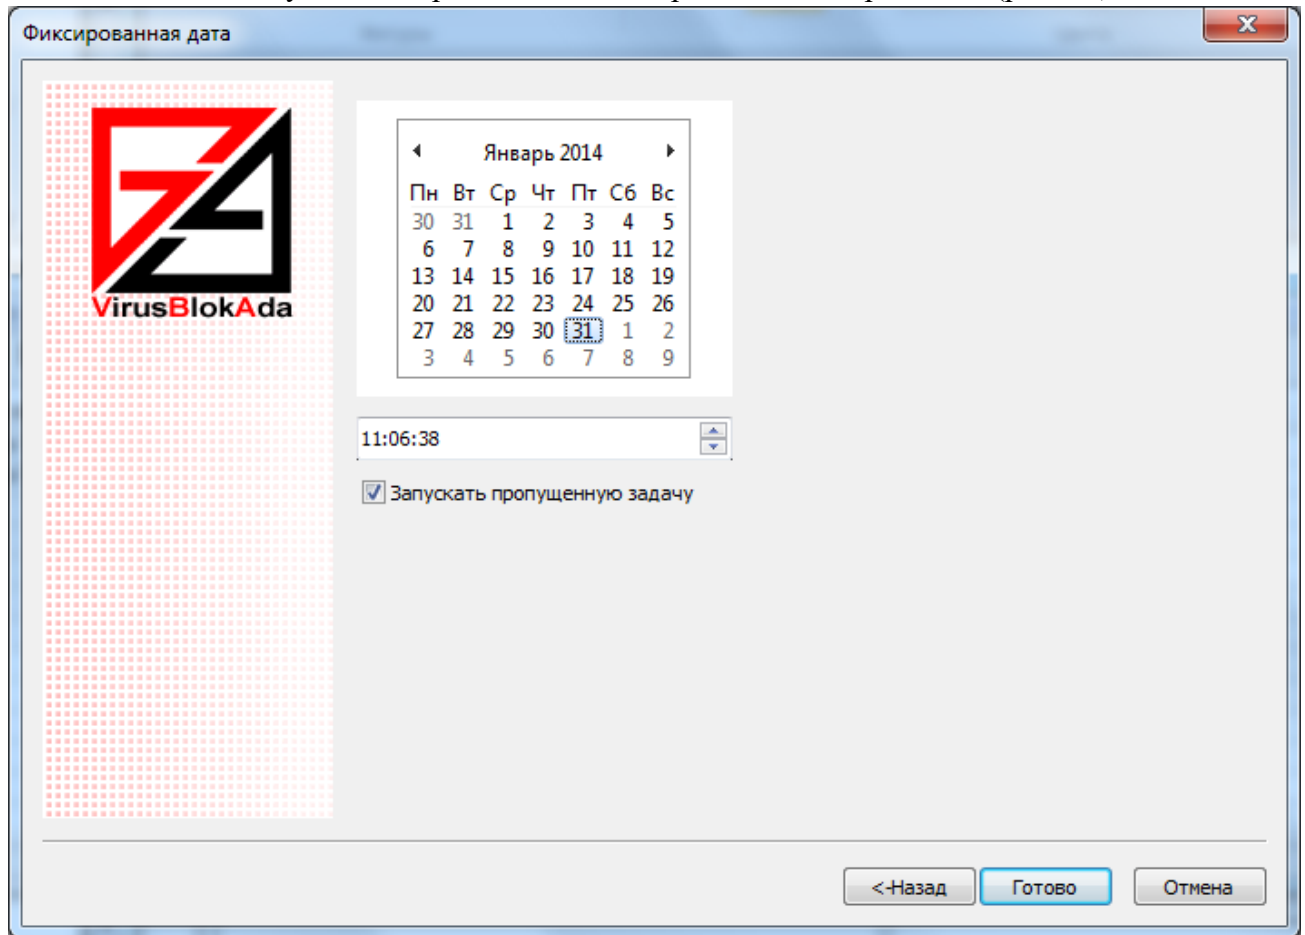 Фиксированная дата
VirusBlokAda
Январь 2014
Пн Вт Ср Чт Пт Сб Вс
30 31 1 2 3 4 5
6 7 8 9 10 11 12
13 14 15 16 17 18 19
20 21 22 23 24 25 26
27 28 29 30 31 1 2
3 4 5 6 7 8 9
11:06:38
Запускать пропущенную задачу
<-Назад
Готово
Отмена